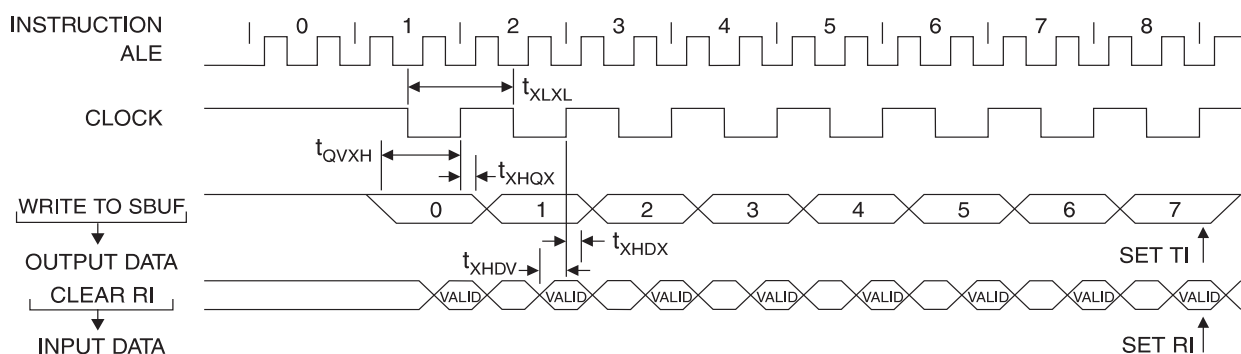 INSTRUCTION 0 1 2 3 4 5 6 7 8
ALE
tXLXL
CLOCK
tQVXH
tXHQX
WRITE TO SBUF 0 1 2 3 4 5 6 7
tXHDX
SET TI
OUTPUT DATA
tXHDV
CLEAR RI VALID VALID VALID VALID VALID VALID VALID VALID
SET RI
INPUT DATA